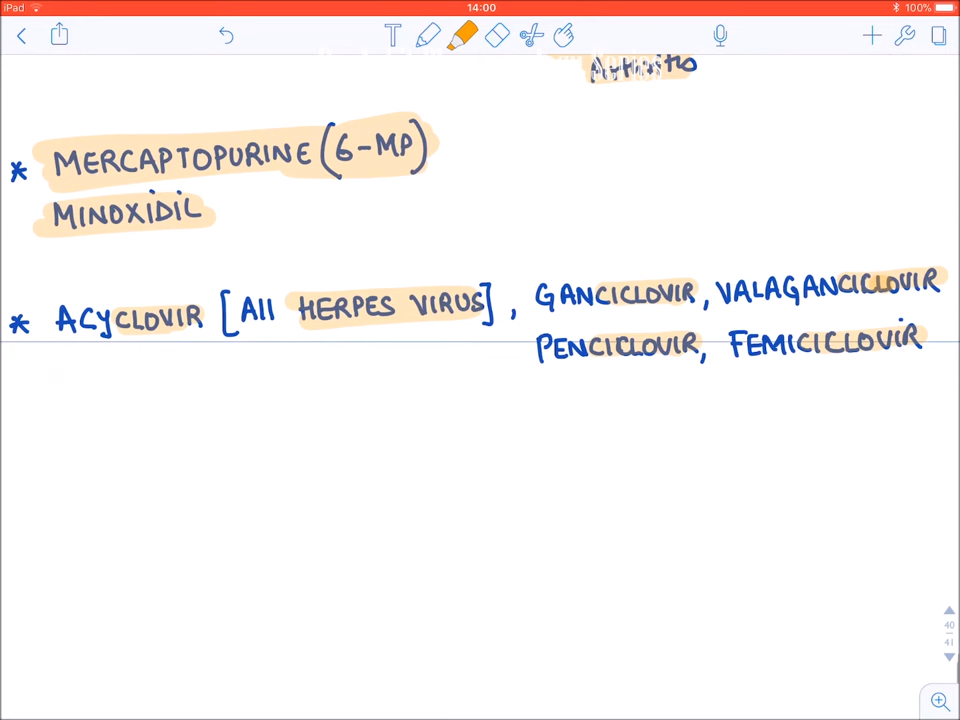 iPad 14:00 100%
T
* MERCAPTOPURINE (6-MP)
MINOXIDIL
* ACYCLOVIR [All HERPES VIRUS], GANCICLOVIR, VALAGANCICLOVIR
PENCICLOVIR, FEMICICLOVIR
40
41